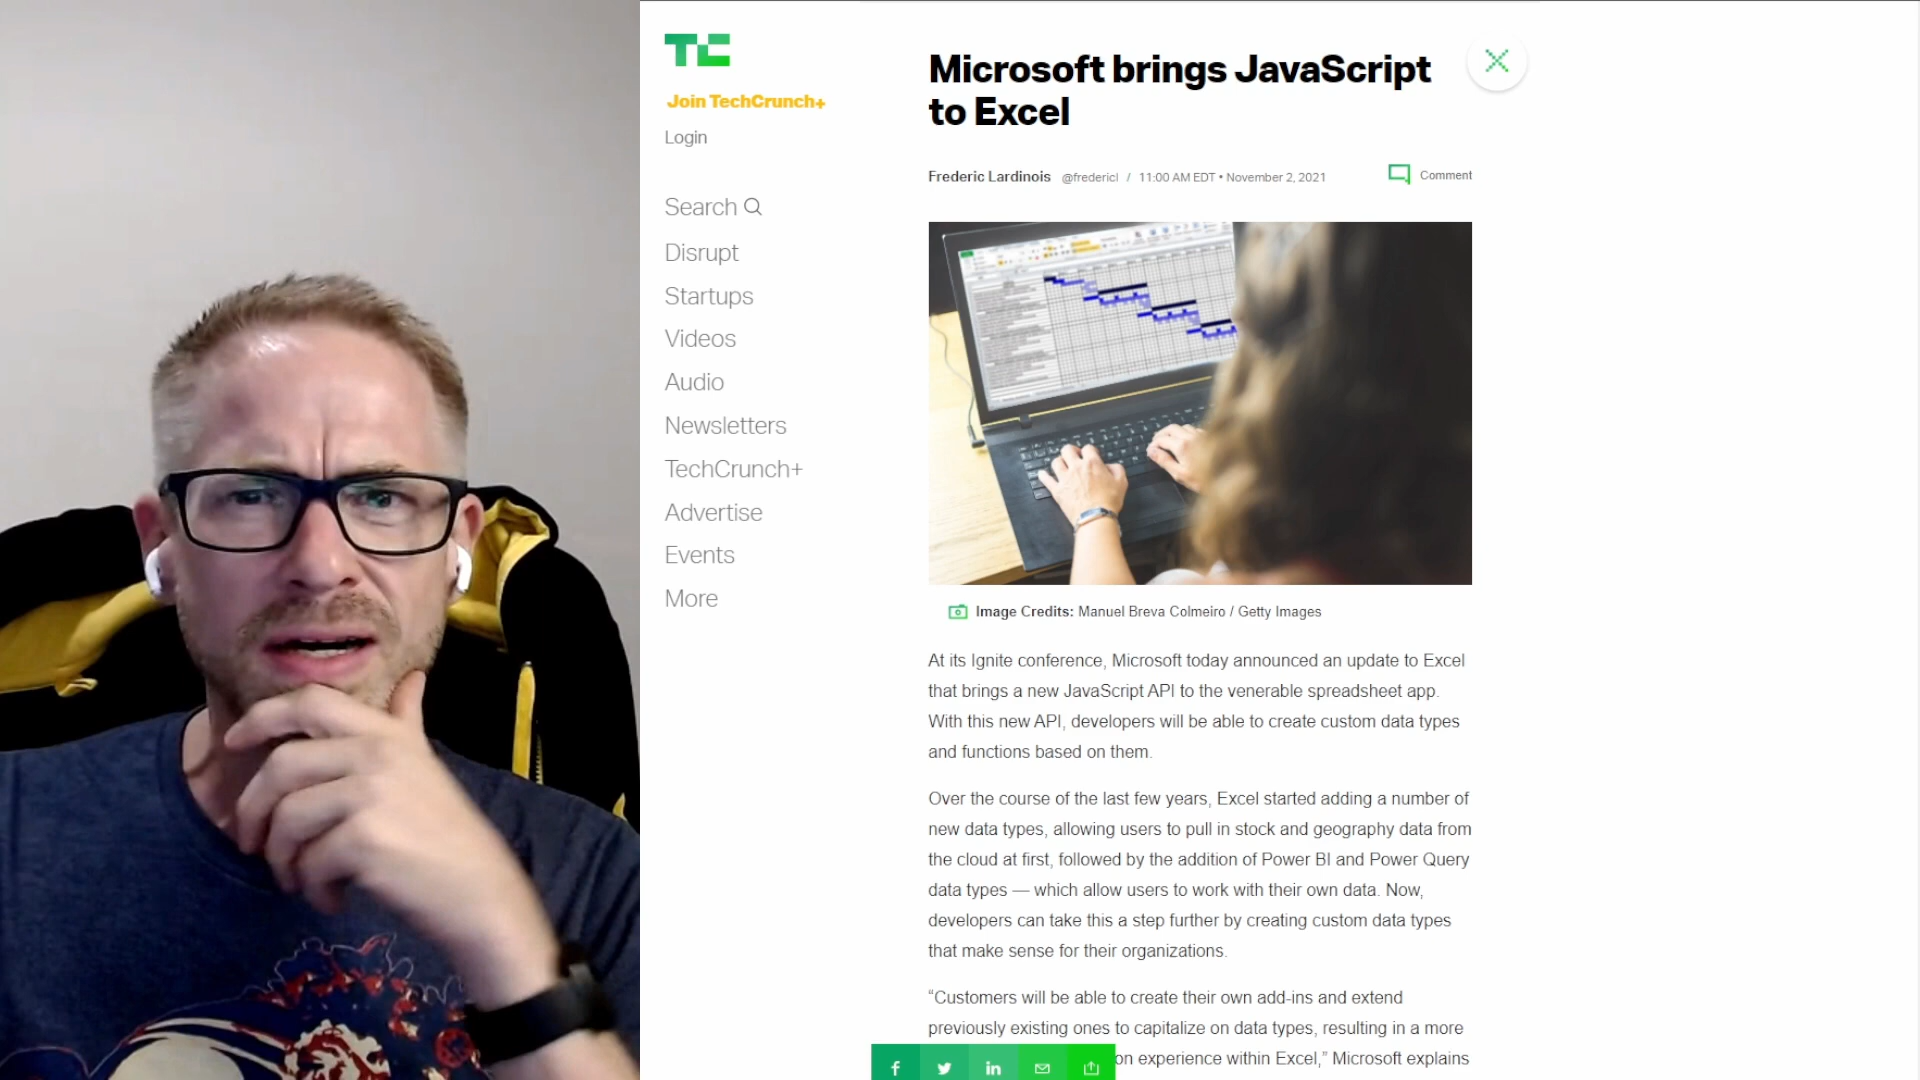 TC
Join TechCrunch+
Login
Search
Disrupt
Startups
Videos
Audio
Newsletters
TechCrunch+
Advertise
Events
More
Microsoft brings JavaScript
to Excel
Frederic Lardinois @fredericl / 11:00 AM EDT • November 2, 2021
Comment
Image Credits: Manuel Breva Colmeiro / Getty Images
At its Ignite conference, Microsoft today announced an update to Excel
that brings a new JavaScript API to the venerable spreadsheet app.
With this new API, developers will be able to create custom data types
and functions based on them.
Over the course of the last few years, Excel started adding a number of
new data types, allowing users to pull in stock and geography data from
the cloud at first, followed by the addition of Power BI and Power Query
data types — which allow users to work with their own data. Now,
developers can take this a step further by creating custom data types
that make sense for their organizations.
“Customers will be able to create their own add-ins and extend
previously existing ones to capitalize on data types, resulting in a more
on experience within Excel,” Microsoft explains
f
in